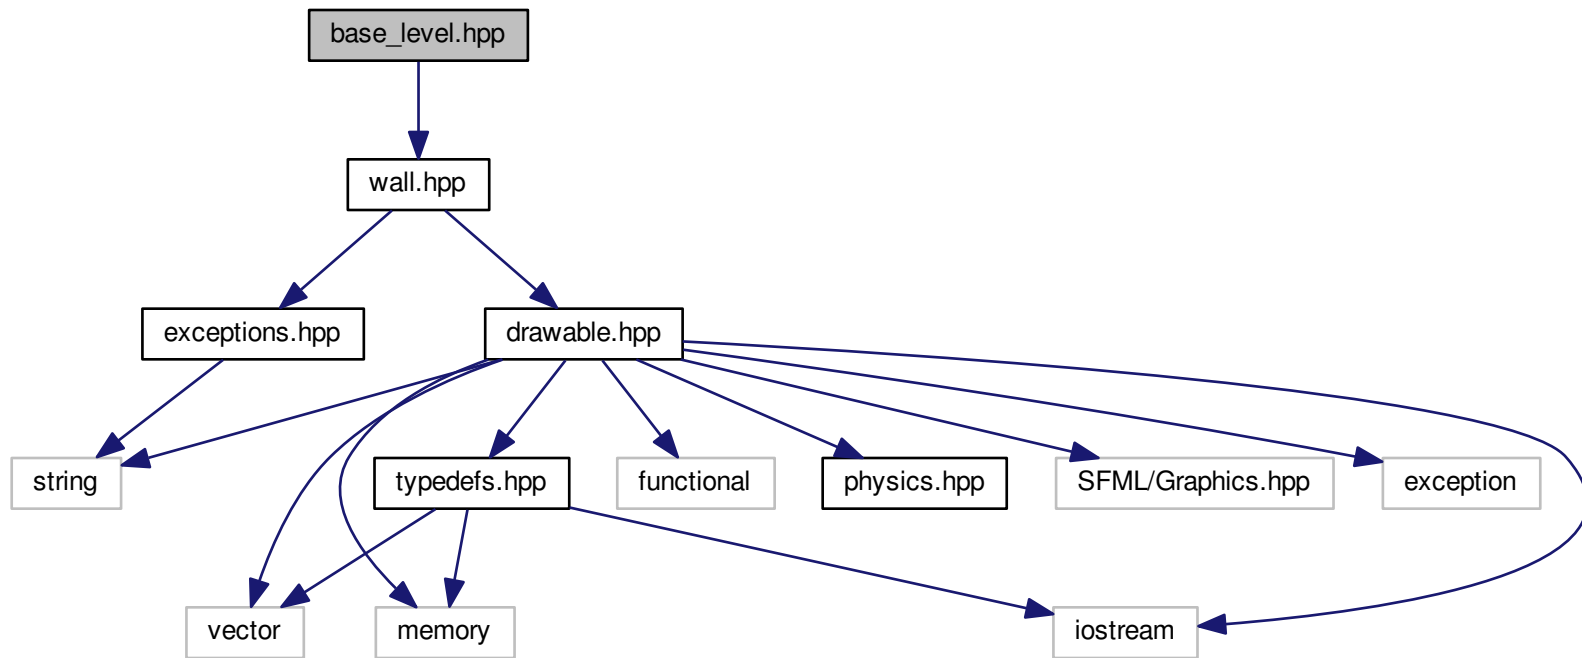 base_level.hpp
wall.hpp
exceptions.hpp
drawable.hpp
string
typedefs.hpp
functional
physics.hpp
SFML/Graphics.hpp
exception
vector
memory
iostream